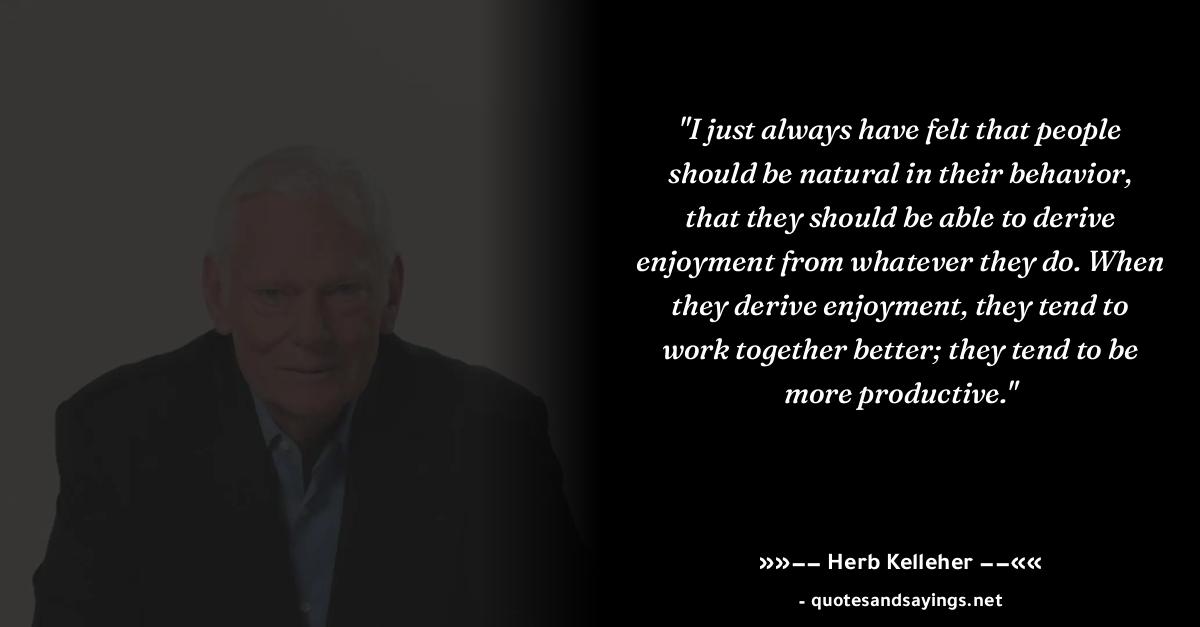 "I just always have felt that people
should be natural in their behavior,
that they should be able to derive
enjoyment from whatever they do. When
they derive enjoyment, they tend to
work together better; they tend to be
more productive."
»»–– Herb Kelleher ––««
- quotesandsayings.net